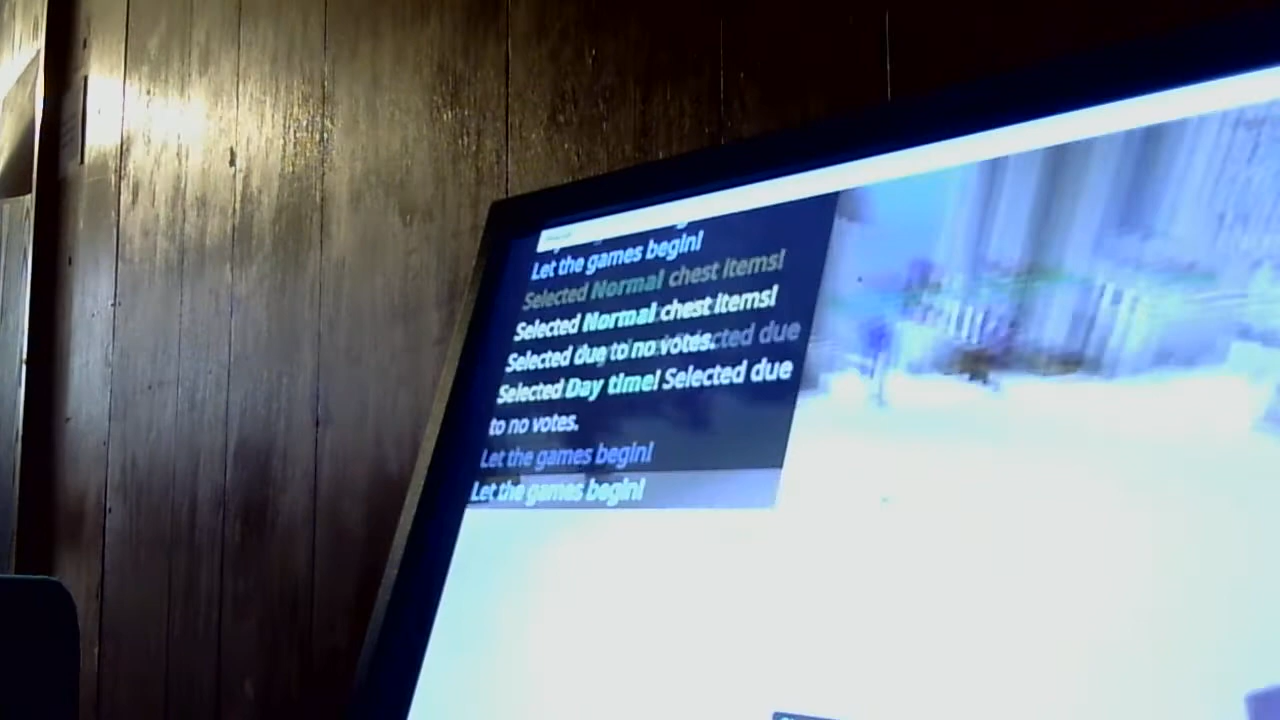 Let the games begin!
Selected Normal chest items!
Selected Normal chest items!
Selected due to no votes.
Selected Day time! Selected due
to no votes.
Let the games begin!
Let the games begin!